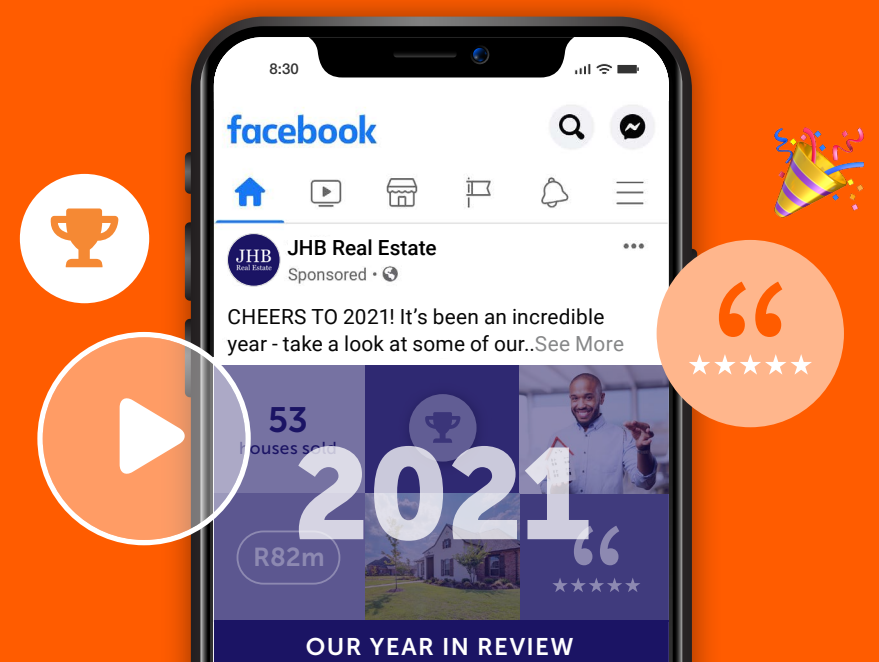 8:30
facebook
JHB
Real Estate
JHB Real Estate
Sponsored
CHEERS TO 2021! It’s been an incredible
year - take a look at some of our..See More
53
houses sold
2021
R82m
OUR YEAR IN REVIEW